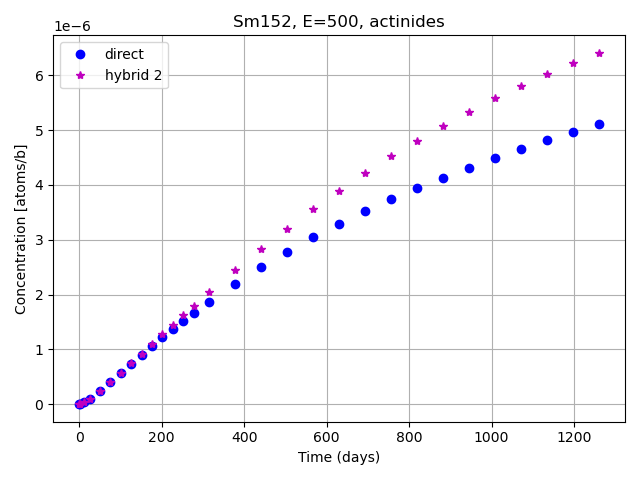 Sm152, E=500, actinides
1e−6
direct
hybrid 2
6
5
4
3
2
1
0
Concentration [atoms/b]
0 200 400 600 800 1000 1200
Time (days)